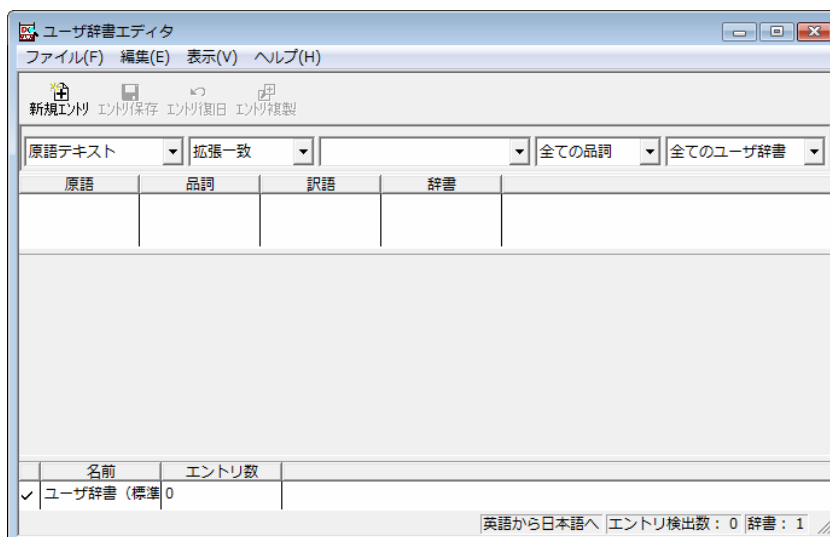 ユーザ辞書エディタ
ファイル(F) 編集(E) 表示(V) ヘルプ(H)
新規エントリ エントリ保存 エントリ復旧 エントリ複製
原語テキスト 拡張一致 全ての品詞 全てのユーザ辞書
原語 品詞 訳語 辞書
名前 エントリ数
ユーザ辞書（標準 0
英語から日本語へ エントリ検出数： 0 辞書： 1